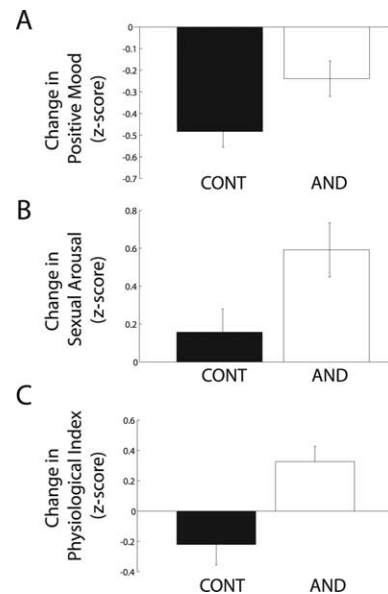 A
Change in
Positive Mood
(z-score)
0
-0.1
-0.2
-0.3
-0.4
-0.5
-0.6
-0.7
CONT AND
B
Change in
Sexual Arousal
(z-score)
0.8
0.6
0.4
0.2
0
CONT AND
C
Change in
Physiological Index
(z-score)
0.6
0.4
0.2
0
-0.2
-0.4
CONT AND